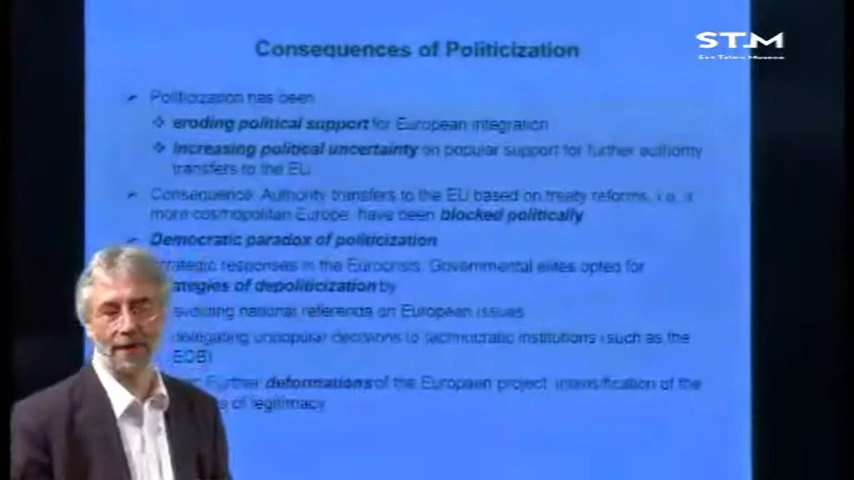 STM
San Telmo Museoa
Consequences of Politicization
Politicization has been
eroding political support for European integration
Increasing political uncertainty on popular support for further authority
transfers to the EU
Consequence: Authority transfers to the EU based on treaty reforms, i.e. a
more cosmopolitan Europe have been blocked politically
Democratic paradox of politicization
Strategic responses in the Eurocrisis: Governmental elites opted for
ategies of depoliticization by
avoiding national referenda on European issues
delegating unpopular decisions to technocratic institutions (such as the
Further deformations of the European project: intensification of the
of legitimacy